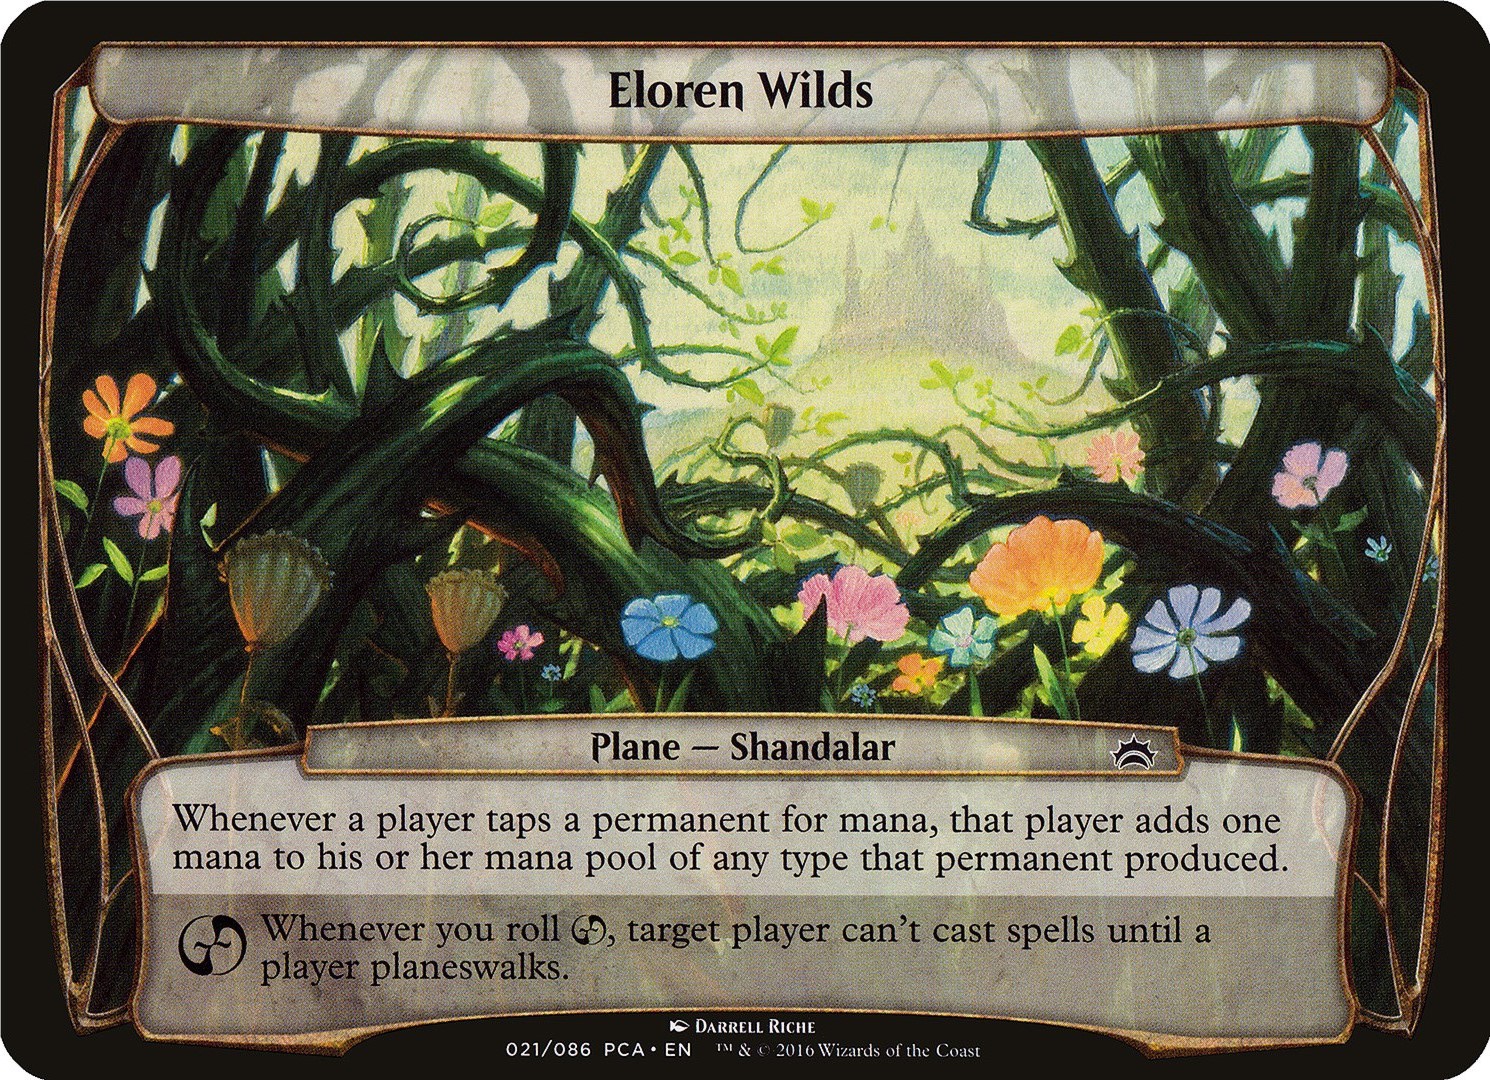 Eloren Wilds
Plane — Shandalar
Whenever a player taps a permanent for mana, that player adds one
mana to his or her mana pool of any type that permanent produced.
Whenever you roll , target player can't cast spells until a
player planeswalks.
Darrell Riche
021/086 PCA • EN ™ & © 2016 Wizards of the Coast